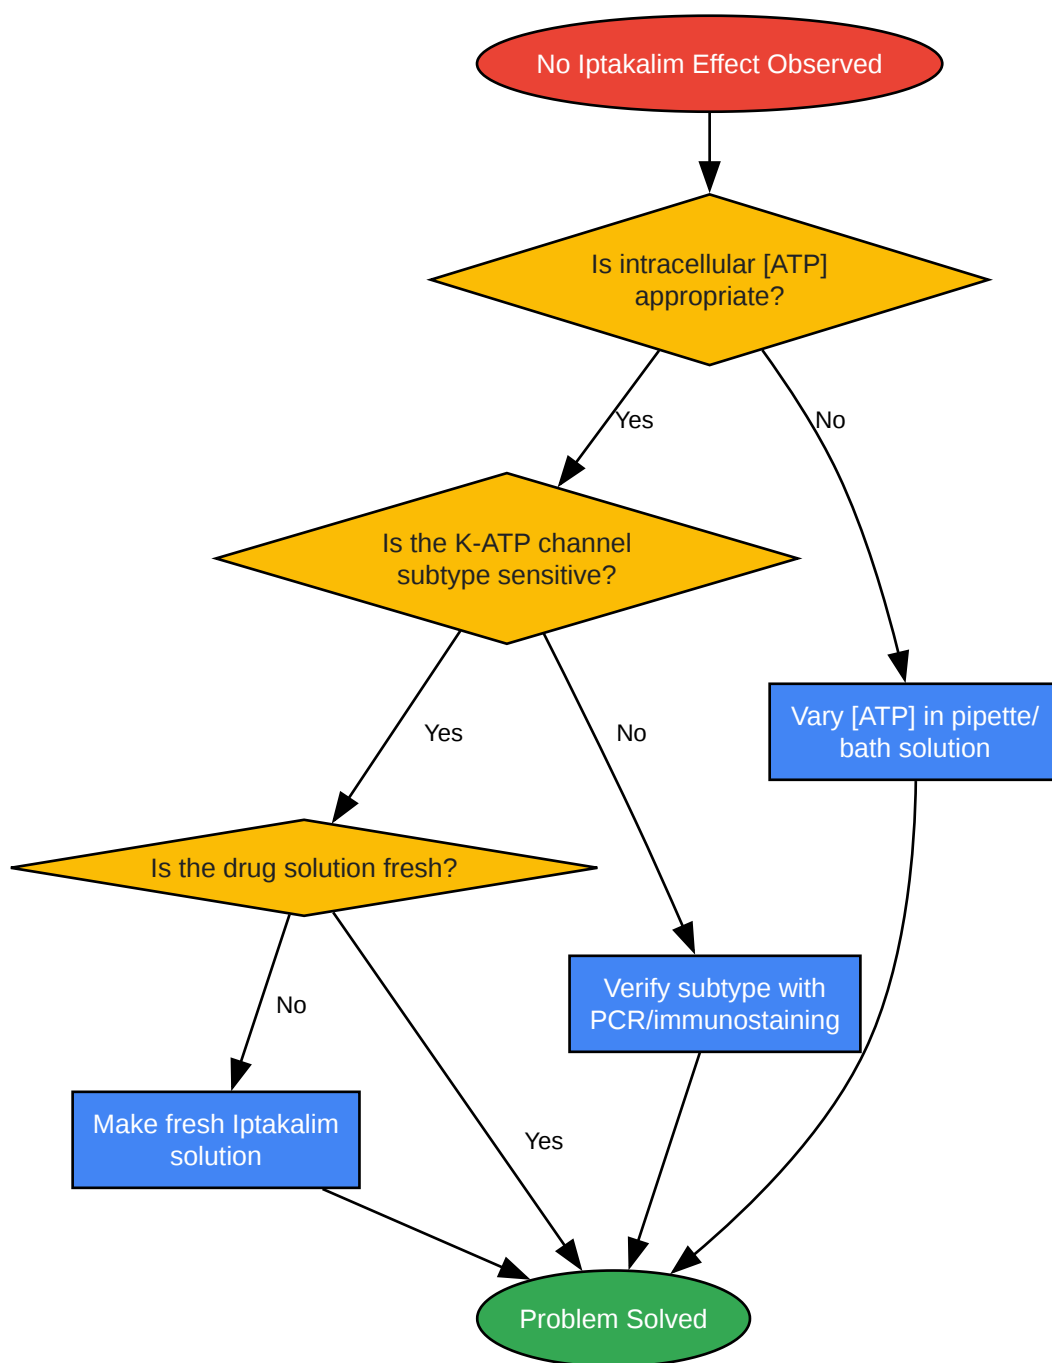 No Iptakalim Effect Observed
Is intracellular [ATP]
appropriate?
Yes
No
Is the K-ATP channel
subtype sensitive?
Vary [ATP] in pipette/
bath solution
Yes
No
Is the drug solution fresh?
Verify subtype with
PCR/immunostaining
No
Make fresh Iptakalim
solution
Yes
Problem Solved